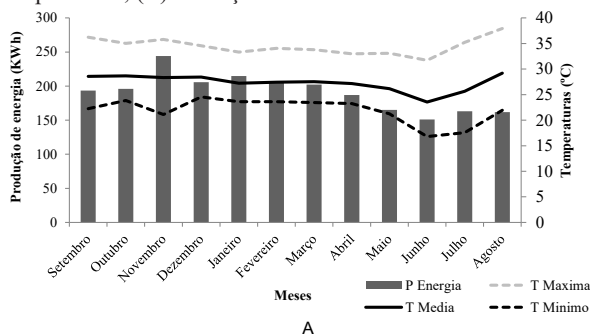 300
250
200
150
100
50
0
Produção de energia (KWh)
40
35
30
25
20
15
10
5
0
Temperaturas (ºC)
Setembro
Outubro
Novembro
Dezembro
Janeiro
Fevereiro
Março
Abril
Maio
Junho
Julho
Agosto
Meses
P Energia
T Maxima
T Media
T Minimo
A